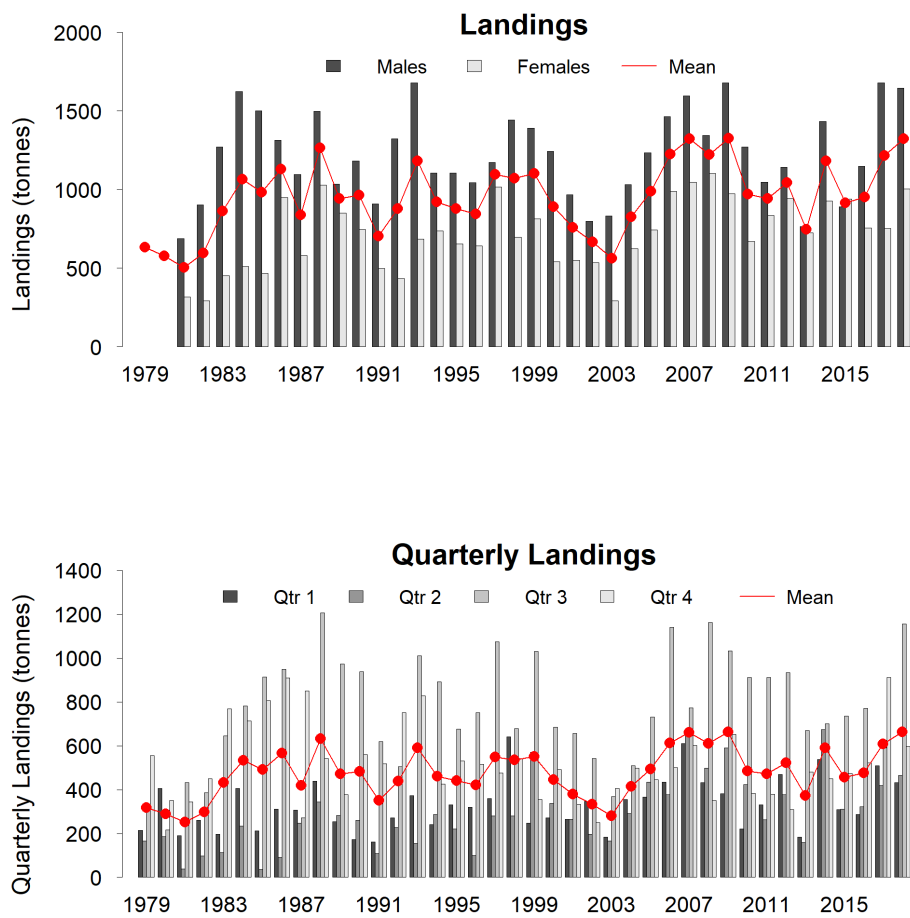 Landings
Males Females Mean
Landings (tonnes)
2000
1500
1000
500
0
1979 1983 1987 1991 1995 1999 2003 2007 2011 2015
Quarterly Landings
Qtr 1 Qtr 2 Qtr 3 Qtr 4 Mean
Quarterly Landings (tonnes)
1400
1200
1000
800
600
400
200
0
1979 1983 1987 1991 1995 1999 2003 2007 2011 2015